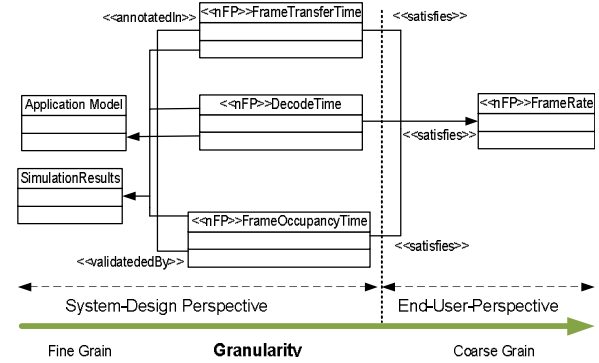 <<nFP>>FrameTransferTime
<<annotatedIn>>
<<satisfies>>
Application Model
<<nFP>>DecodeTime
<<nFP>>FrameRate
<<satisfies>>
SimulationResults
<<nFP>>FrameOccupancyTime
<<satisfies>>
<<validatededBy>>
System-Design Perspective
End-User-Perspective
Fine Grain
Granularity
Coarse Grain